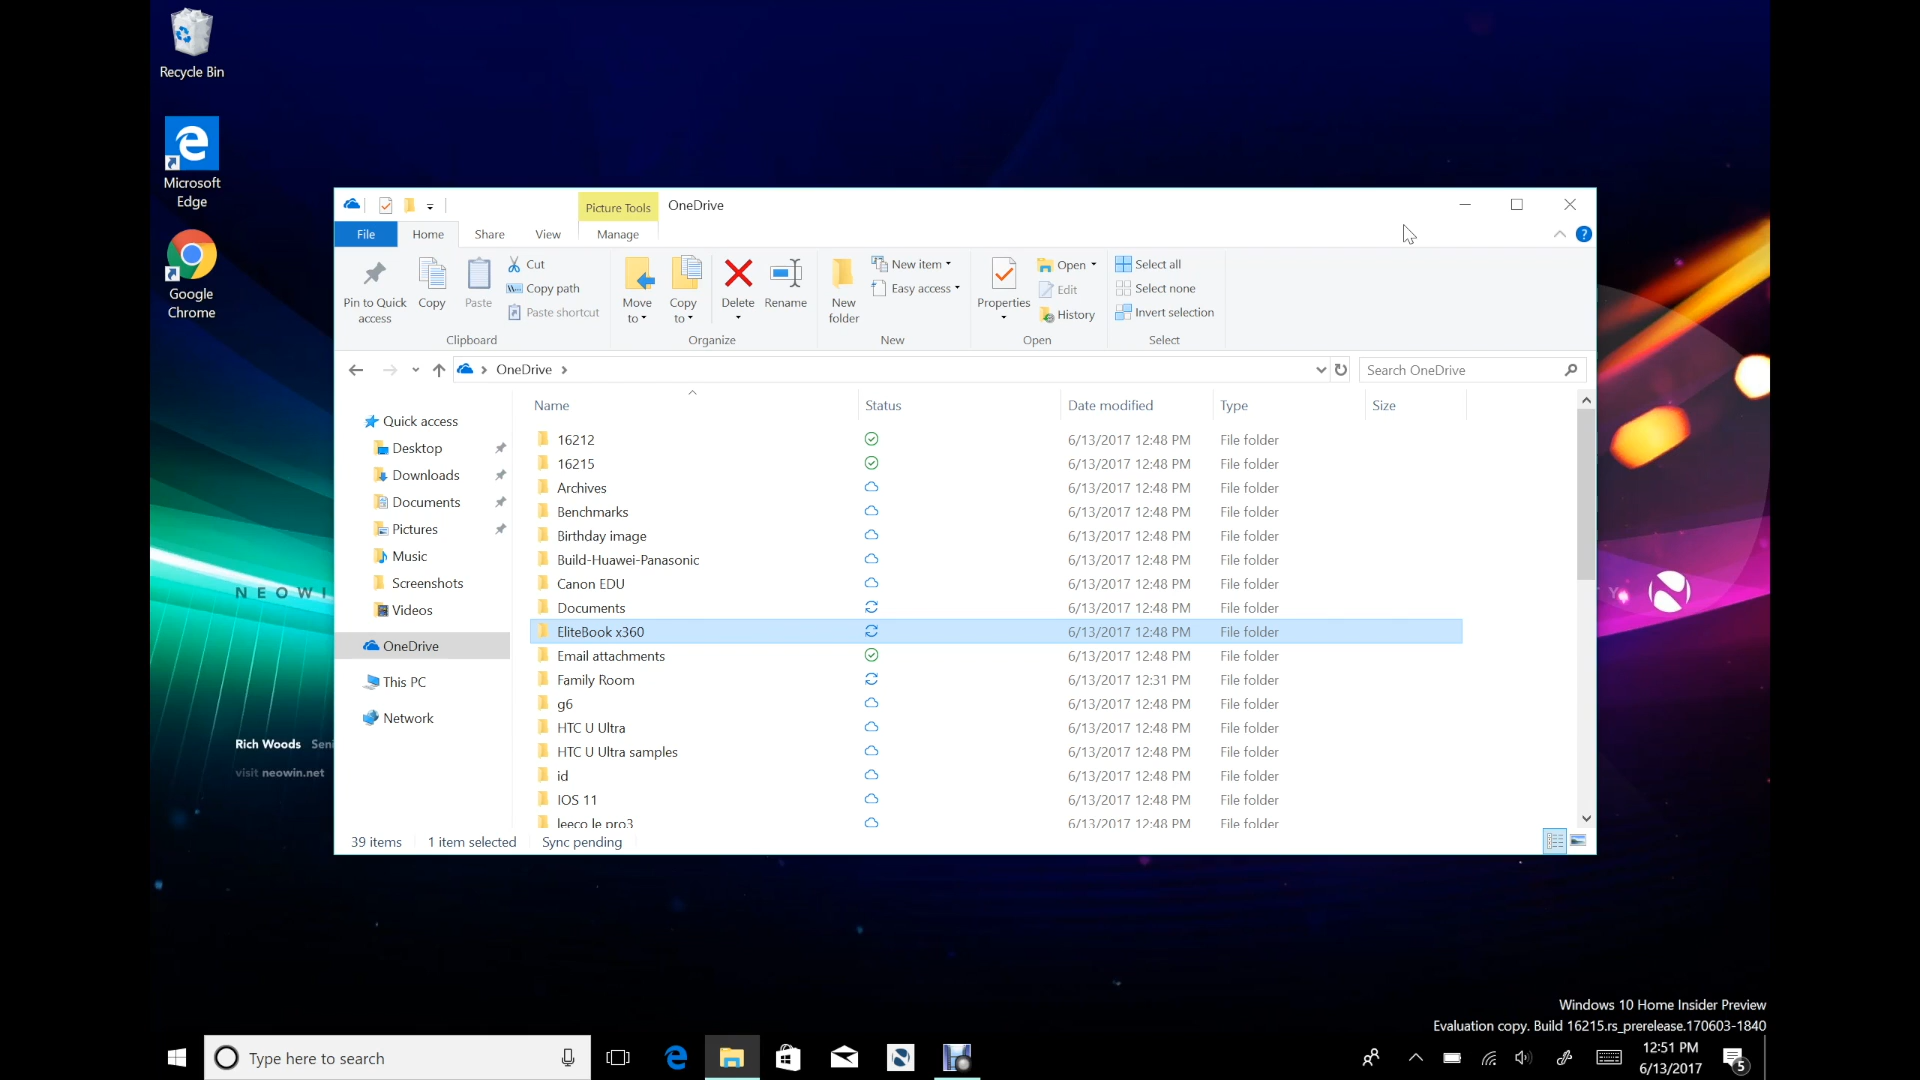 Recycle Bin
Microsoft
Edge
Google
Chrome
Picture Tools
OneDrive
File
Home
Share
View
Manage
Pin to Quick
access
Copy
Paste
Cut
Copy path
Paste shortcut
Clipboard
Move
to
Copy
to
Delete
Rename
Organize
New
folder
New item
Easy access
New
Properties
Open
Edit
History
Open
Select all
Select none
Invert selection
Select
OneDrive
Search OneDrive
Quick access
Desktop
Downloads
Documents
Pictures
Music
Screenshots
Videos
OneDrive
This PC
Network
Name Status Date modified Type Size
16212 6/13/2017 12:48 PM File folder
16215 6/13/2017 12:48 PM File folder
Archives 6/13/2017 12:48 PM File folder
Benchmarks 6/13/2017 12:48 PM File folder
Birthday image 6/13/2017 12:48 PM File folder
Build-Huawei-Panasonic 6/13/2017 12:48 PM File folder
Canon EDU 6/13/2017 12:48 PM File folder
Documents 6/13/2017 12:48 PM File folder
EliteBook x360 6/13/2017 12:48 PM File folder
Email attachments 6/13/2017 12:48 PM File folder
Family Room 6/13/2017 12:31 PM File folder
g6 6/13/2017 12:48 PM File folder
HTC U Ultra 6/13/2017 12:48 PM File folder
HTC U Ultra samples 6/13/2017 12:48 PM File folder
id 6/13/2017 12:48 PM File folder
IOS 11 6/13/2017 12:48 PM File folder
leeco le pro3 6/13/2017 12:48 PM File folder
39 items 1 item selected Sync pending
NEOWI
Rich Woods Seni
visit neowin.net
Windows 10 Home Insider Preview
Evaluation copy. Build 16215.rs_prerelease.170603-1840
Type here to search
12:51 PM
6/13/2017
5